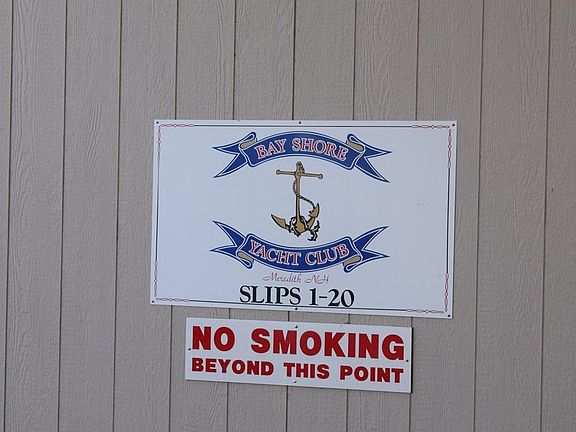 BAY SHORE
YACHT CLUB
Meredith NH
SLIPS 1-20
NO SMOKING
BEYOND THIS POINT